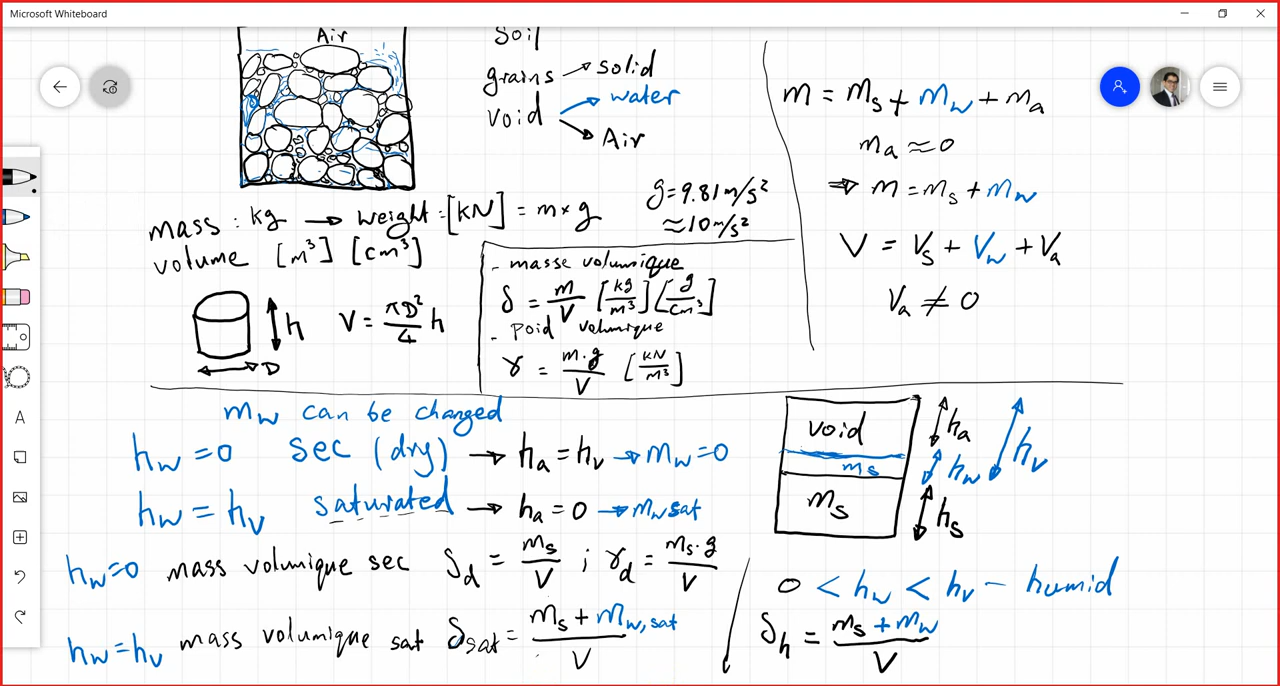 Microsoft Whiteboard
Air
Soil
grains → solid
void → water
→ Air
mass : kg → weight : [kN] = m × g
g = 9.81 m/s²
≈ 10 m/s²
volume [m³] [cm³]
h
D
V = πD²/4 h
- masse volumique
δ = m/V [kg/m³] [g/cm³]
- poid volumique
γ = m·g/V [kN/m³]
m = ms + mw + ma
ma ≈ 0
⇒ m = ms + mw
V = Vs + Vw + Va
Va ≠ 0
mw can be changed
hw = 0 sec (dry) → ha = hv → mw = 0
hw = hv saturated → ha = 0 → mw sat
hw = 0 mass volumique sec δd = ms/V ; γd = ms·g/V
hw = hv mass volumique sat δsat = ms + mw,sat/V
void
ms
ms
ha
hw
hv
hs
0 < hw < hv – humid
δh = ms + mw/V
A